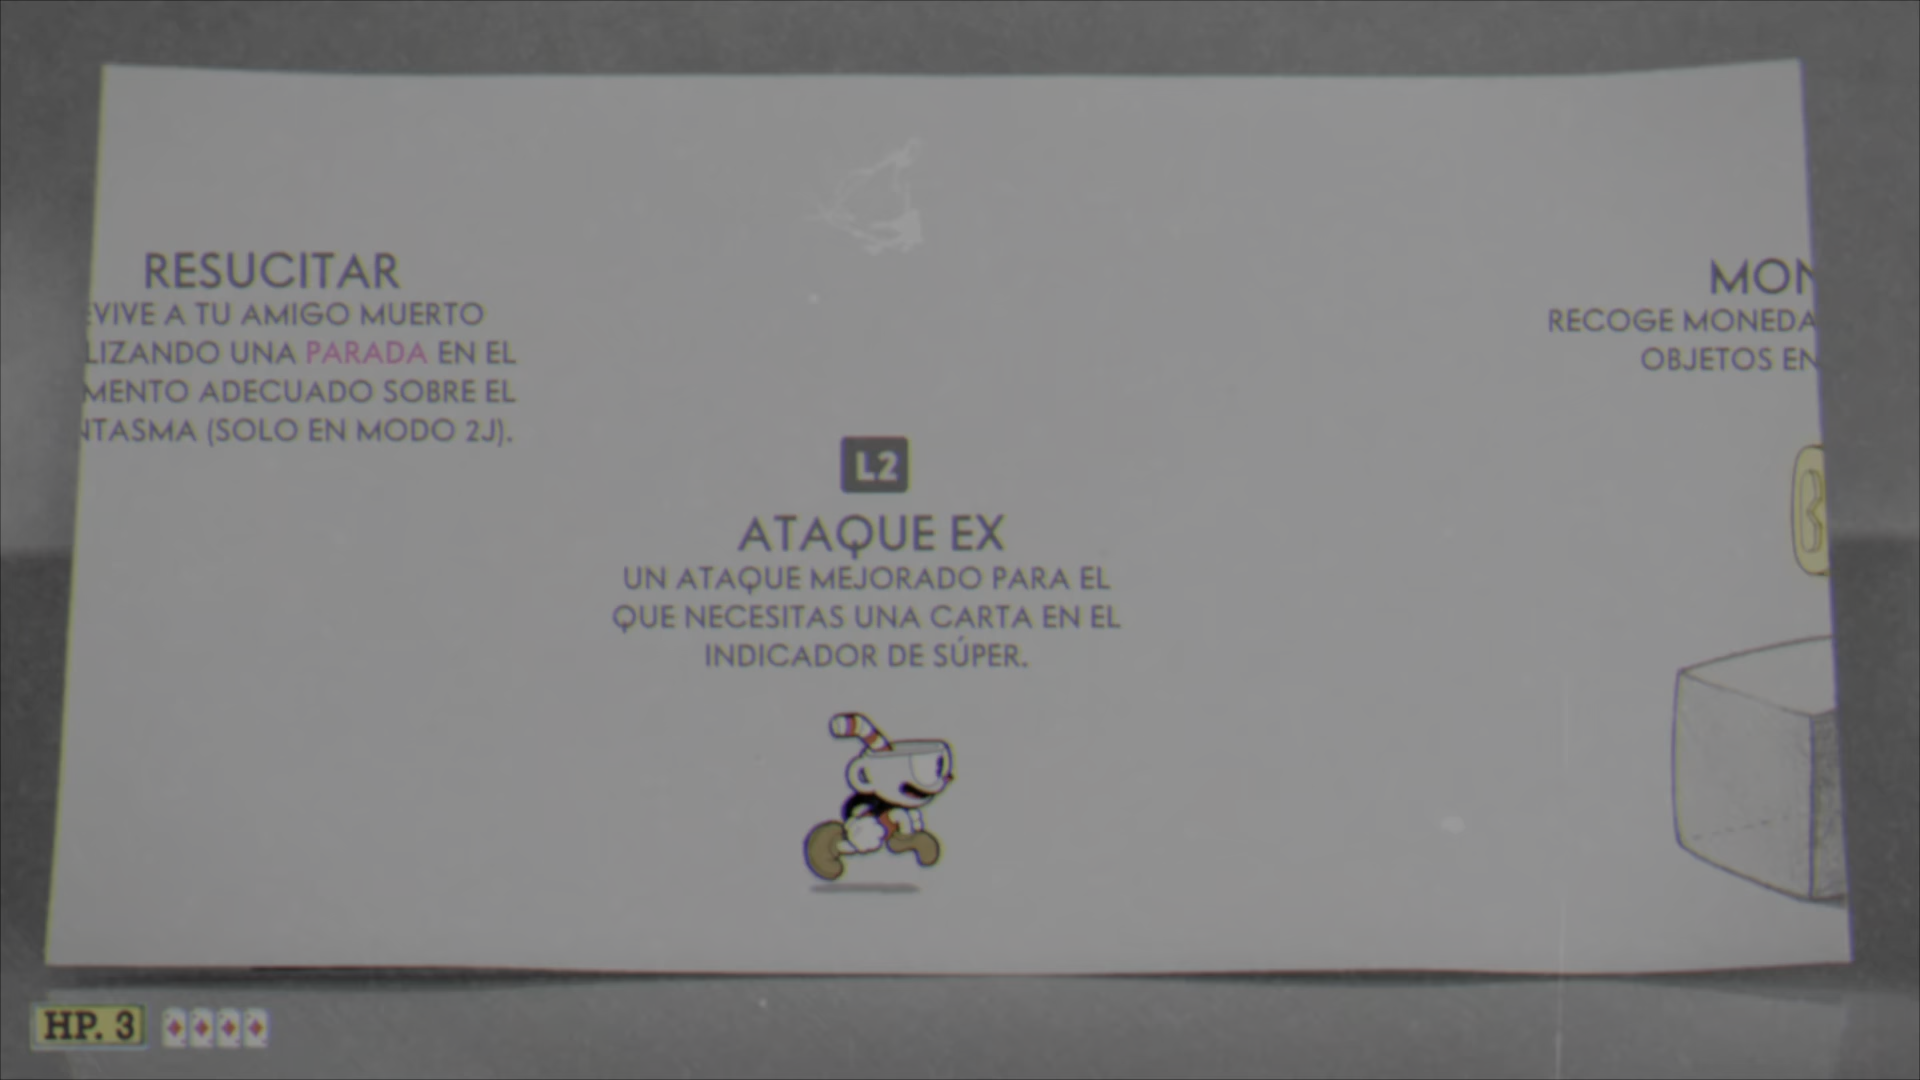 RESUCITAR
EVIVE A TU AMIGO MUERTO
LIZANDO UNA PARADA EN EL
MENTO ADECUADO SOBRE EL
NTASMA (SOLO EN MODO 2J).
L2
ATAQUE EX
UN ATAQUE MEJORADO PARA EL
QUE NECESITAS UNA CARTA EN EL
INDICADOR DE SÚPER.
MON
RECOGE MONEDA
OBJETOS EN
HP. 3